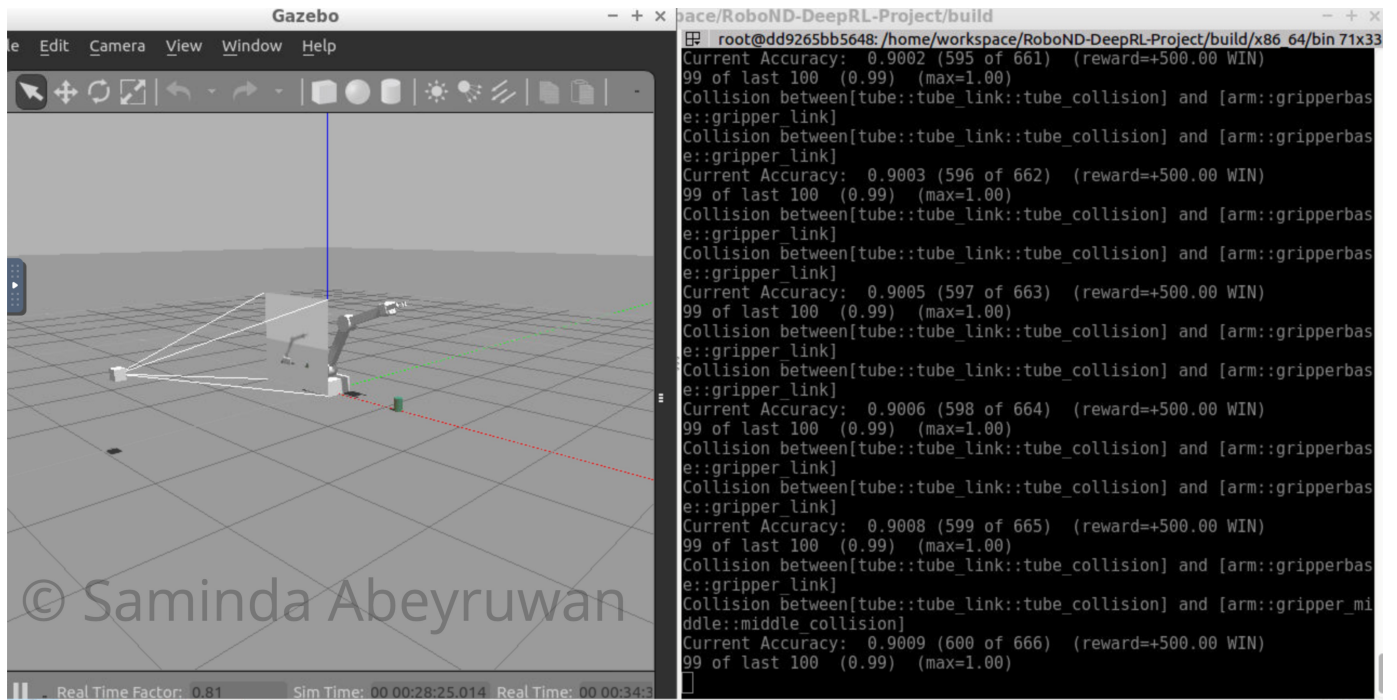 Gazebo
le Edit Camera View Window Help
© Saminda Abeyruwan
Real Time Factor: 0.81 Sim Time: 00 00:28:25.014 Real Time: 00 00:34:3
pace/RoboND-DeepRL-Project/build
root@dd9265bb5648: /home/workspace/RoboND-DeepRL-Project/build/x86_64/bin 71x33
Current Accuracy:  0.9002 (595 of 661)  (reward=+500.00 WIN)
99 of last 100  (0.99)  (max=1.00)
Collision between[tube::tube_link::tube_collision] and [arm::gripperbas
e::gripper_link]
Collision between[tube::tube_link::tube_collision] and [arm::gripperbas
e::gripper_link]
Current Accuracy:  0.9003 (596 of 662)  (reward=+500.00 WIN)
99 of last 100  (0.99)  (max=1.00)
Collision between[tube::tube_link::tube_collision] and [arm::gripperbas
e::gripper_link]
Collision between[tube::tube_link::tube_collision] and [arm::gripperbas
e::gripper_link]
Current Accuracy:  0.9005 (597 of 663)  (reward=+500.00 WIN)
99 of last 100  (0.99)  (max=1.00)
Collision between[tube::tube_link::tube_collision] and [arm::gripperbas
e::gripper_link]
Collision between[tube::tube_link::tube_collision] and [arm::gripperbas
e::gripper_link]
Current Accuracy:  0.9006 (598 of 664)  (reward=+500.00 WIN)
99 of last 100  (0.99)  (max=1.00)
Collision between[tube::tube_link::tube_collision] and [arm::gripperbas
e::gripper_link]
Collision between[tube::tube_link::tube_collision] and [arm::gripperbas
e::gripper_link]
Current Accuracy:  0.9008 (599 of 665)  (reward=+500.00 WIN)
99 of last 100  (0.99)  (max=1.00)
Collision between[tube::tube_link::tube_collision] and [arm::gripperbas
e::gripper_link]
Collision between[tube::tube_link::tube_collision] and [arm::gripper_mi
ddle::middle_collision]
Current Accuracy:  0.9009 (600 of 666)  (reward=+500.00 WIN)
99 of last 100  (0.99)  (max=1.00)